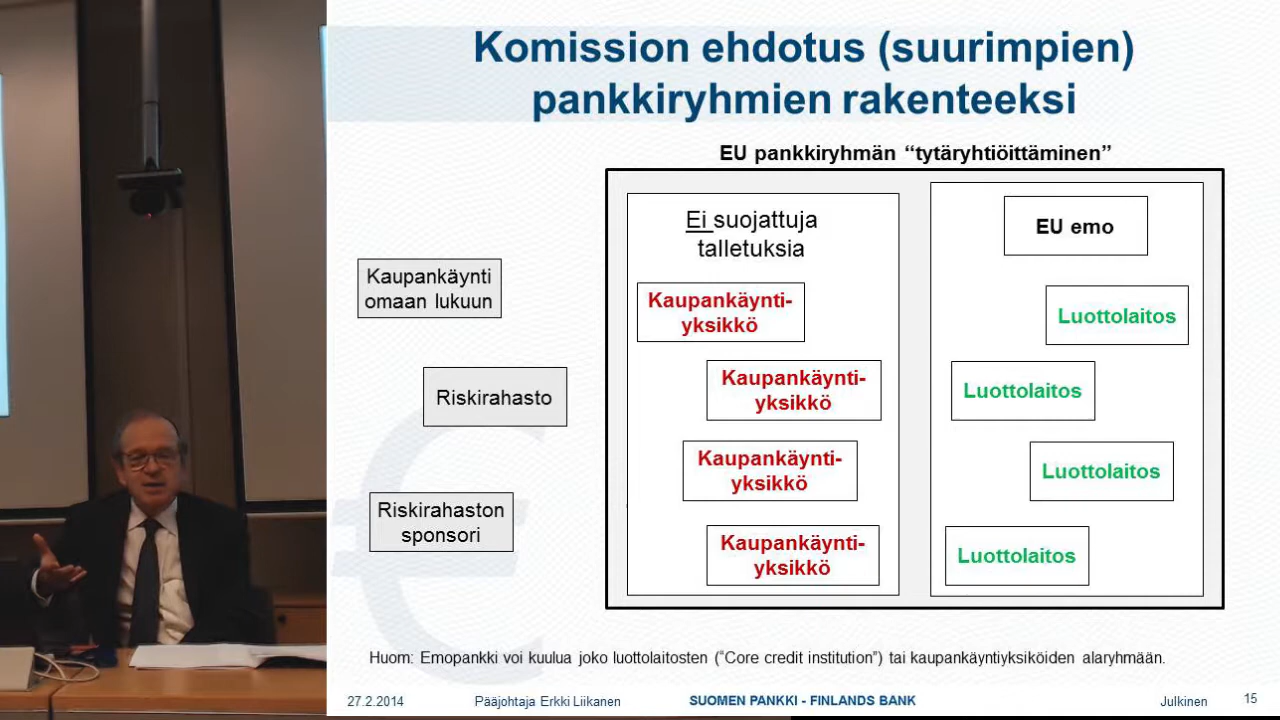 Komission ehdotus (suurimpien)
pankkiryhmien rakenteeksi
EU pankkiryhmän “tytäryhtiöittäminen”
Kaupankäynti
omaan lukuun
Riskirahasto
Riskirahaston
sponsori
Ei suojattuja
talletuksia
Kaupankäynti-
yksikkö
Kaupankäynti-
yksikkö
Kaupankäynti-
yksikkö
Kaupankäynti-
yksikkö
EU emo
Luottolaitos
Luottolaitos
Luottolaitos
Luottolaitos
Huom: Emopankki voi kuulua joko luottolaitosten (“Core credit institution”) tai kaupankäyntiyksiköiden alaryhmään.
27.2.2014 Pääjohtaja Erkki Liikanen SUOMEN PANKKI - FINLANDS BANK Julkinen 15